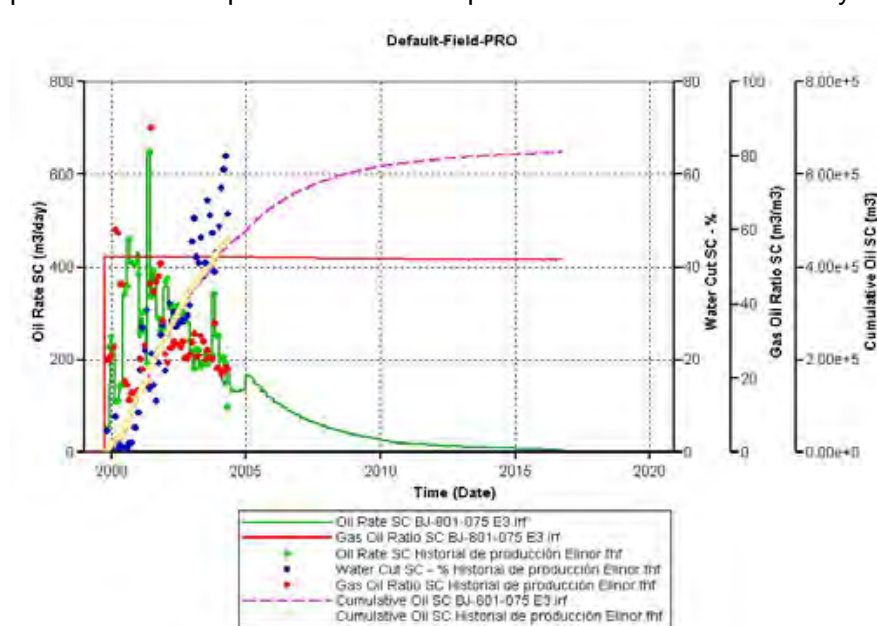 Default-Field-PRO
800
600
400
200
0
Oil Rate SC (m3/day)
2000 2005 2010 2015 2020
Time (Date)
80
60
40
20
0
Water Cut SC - %
100
80
60
40
20
0
Gas Oil Ratio SC (m3/m3)
8.00e+5
6.00e+5
4.00e+5
2.00e+5
0.00e+0
Cumulative Oil SC (m3)
Oil Rate SC BJ-801-075 E3.irf
Gas Oil Ratio SC BJ-801-075 E3.irf
Oil Rate SC Historial de producción Elinor.fhf
Water Cut SC - % Historial de producción Elinor.fhf
Gas Oil Ratio SC Historial de producción Elinor.fhf
Cumulative Oil SC BJ-801-075 E3.irf
Cumulative Oil SC Historial de producción Elinor.fhf